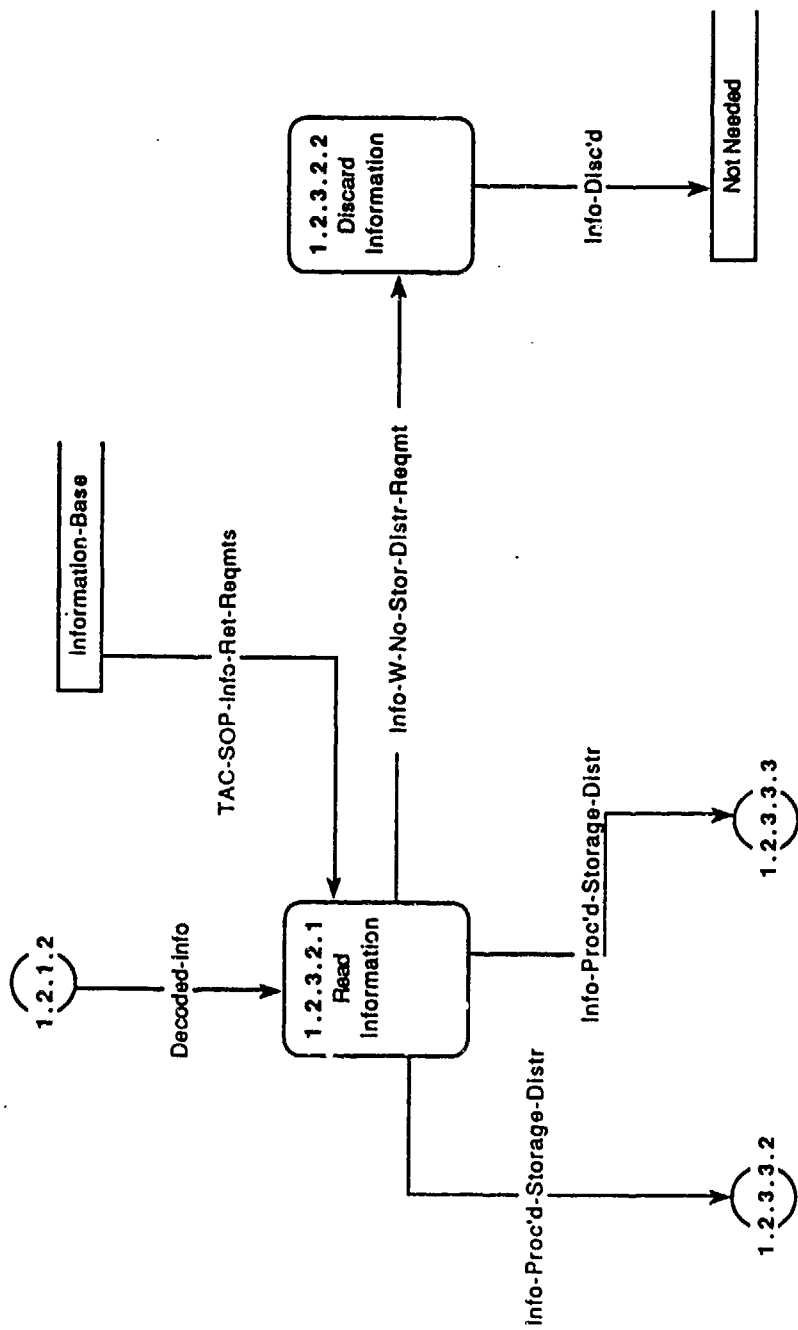 1.2.1.2
Decoded-Info
Information-Base
TAC-SOP-Info-Ret-Reqmts
1.2.3.2.1
Read
Information
Info-W-No-Stor-Distr-Reqmt
1.2.3.2.2
Discard
Information
Info-Disc'd
Not Needed
Info-Proc'd-Storage-Distr
1.2.3.3.2
Info-Proc'd-Storage-Distr
1.2.3.3.3